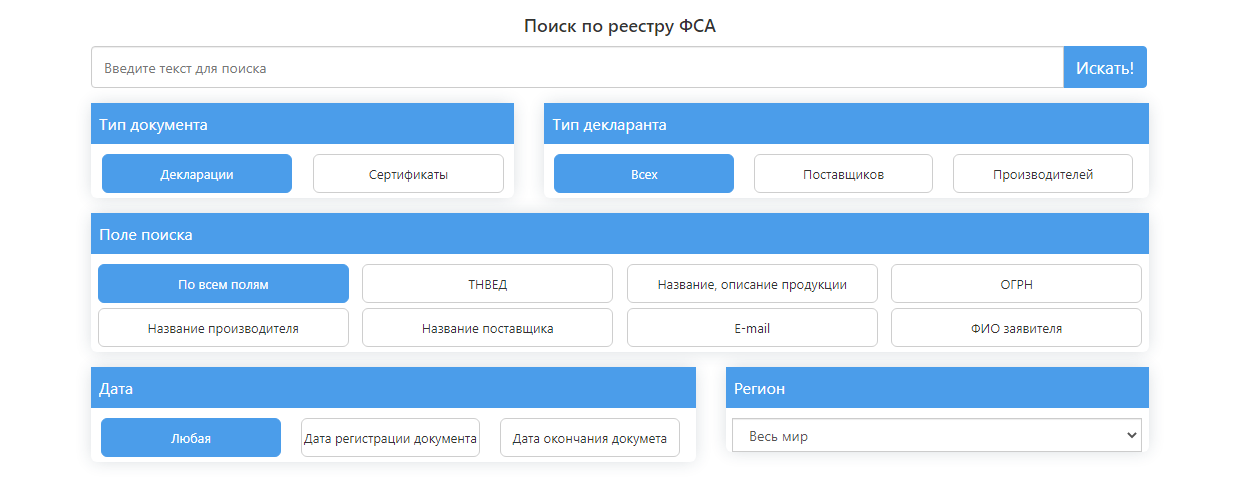 Поиск по реестру ФСА
Введите текст для поиска
Искать!
Тип документа
Тип декларанта
Декларации
Сертификаты
Всех
Поставщиков
Производителей
Поле поиска
По всем полям
ТНВЕД
Название, описание продукции
ОГРН
Название производителя
Название поставщика
E-mail
ФИО заявителя
Дата
Регион
Любая
Дата регистрации документа
Дата окончания докумета
Весь мир